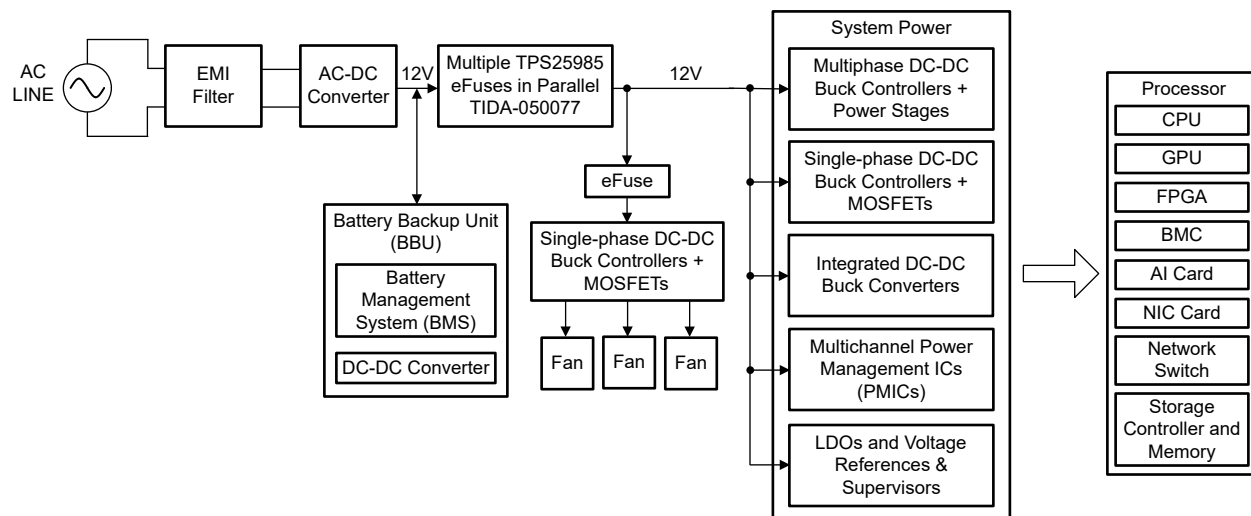 AC
LINE
EMI
Filter
AC-DC
Converter
12V
Multiple TPS25985
eFuses in Parallel
TIDA-050077
12V
eFuse
Single-phase DC-DC
Buck Controllers +
MOSFETs
Fan
Fan
Fan
Battery Backup Unit
(BBU)
Battery
Management
System (BMS)
DC-DC Converter
System Power
Multiphase DC-DC
Buck Controllers +
Power Stages
Single-phase DC-DC
Buck Controllers +
MOSFETs
Integrated DC-DC
Buck Converters
Multichannel Power
Management ICs
(PMICs)
LDOs and Voltage
References &
Supervisors
Processor
CPU
GPU
FPGA
BMC
AI Card
NIC Card
Network
Switch
Storage
Controller and
Memory